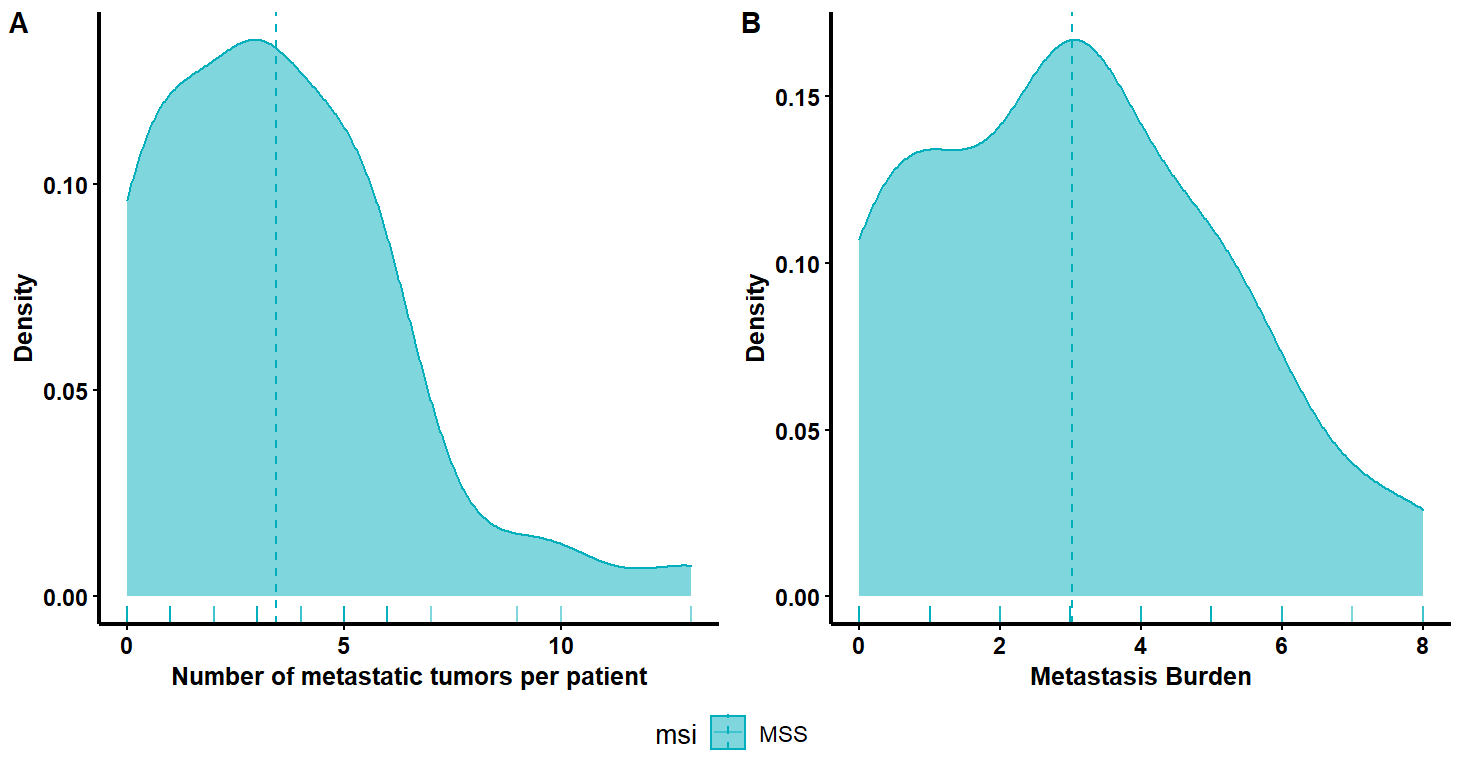 A
Density
0.10
0.05
0.00
0 5 10
Number of metastatic tumors per patient
B
Density
0.15
0.10
0.05
0.00
0 2 4 6 8
Metastasis Burden
msi MSS